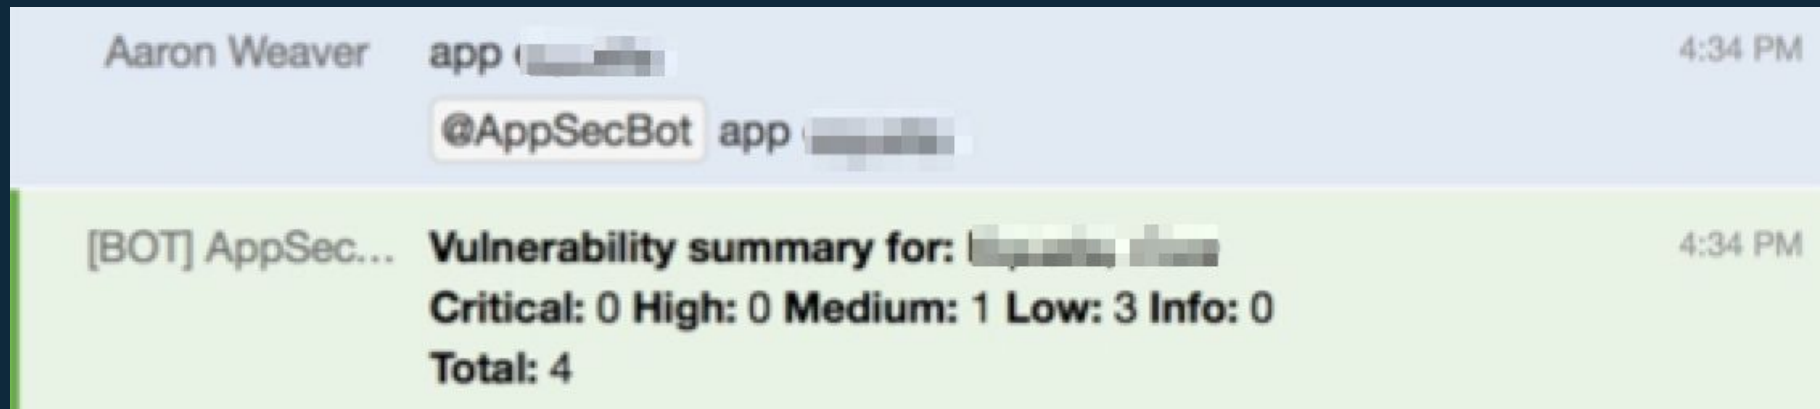 Aaron Weaver app 4:34 PM
@AppSecBot app
[BOT] AppSec... Vulnerability summary for: 4:34 PM
Critical: 0 High: 0 Medium: 1 Low: 3 Info: 0
Total: 4